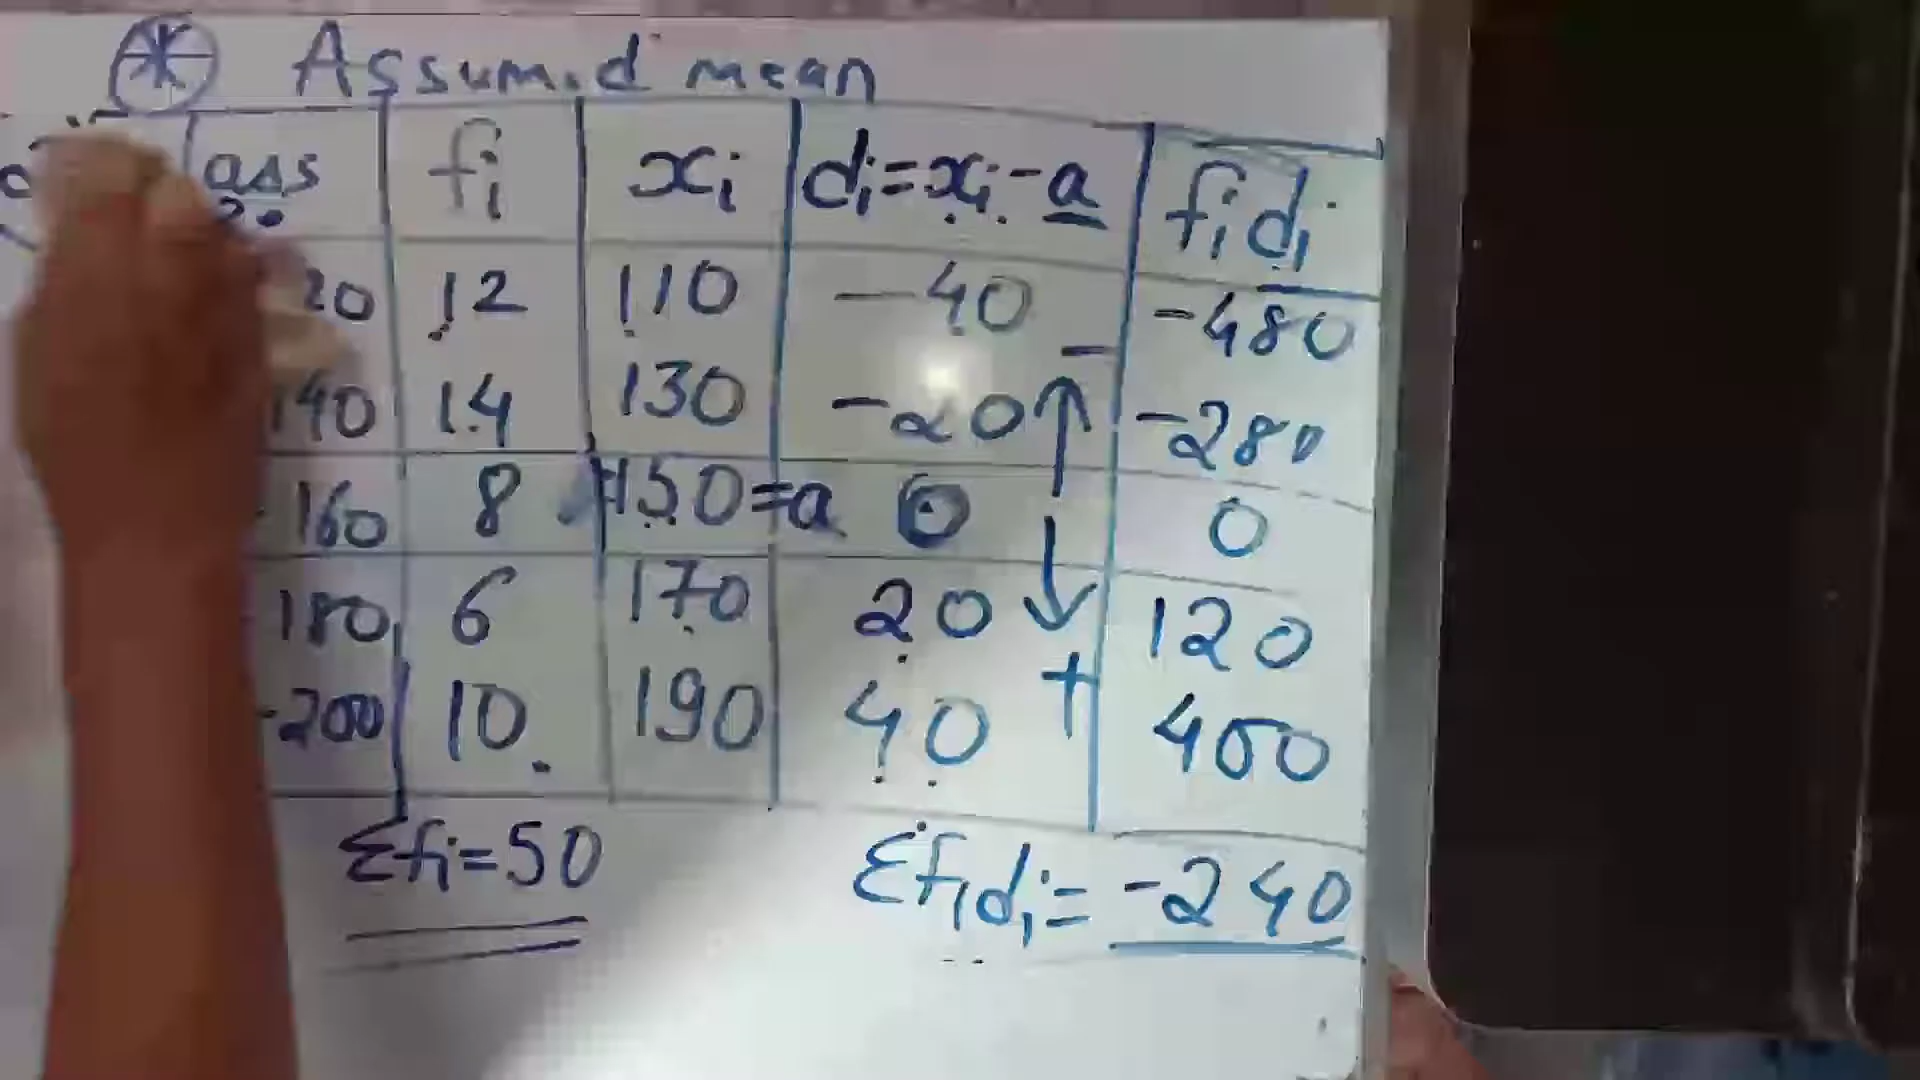 * Assumed mean
ass fi xi di=xi-a fidi
20 12 110 -40 -480
140 14 130 -20 -280
-160 8 150=a 0 0
-180 6 170 20 120
-200 10 190 40 400
Σfi=50 Σfidi= -240